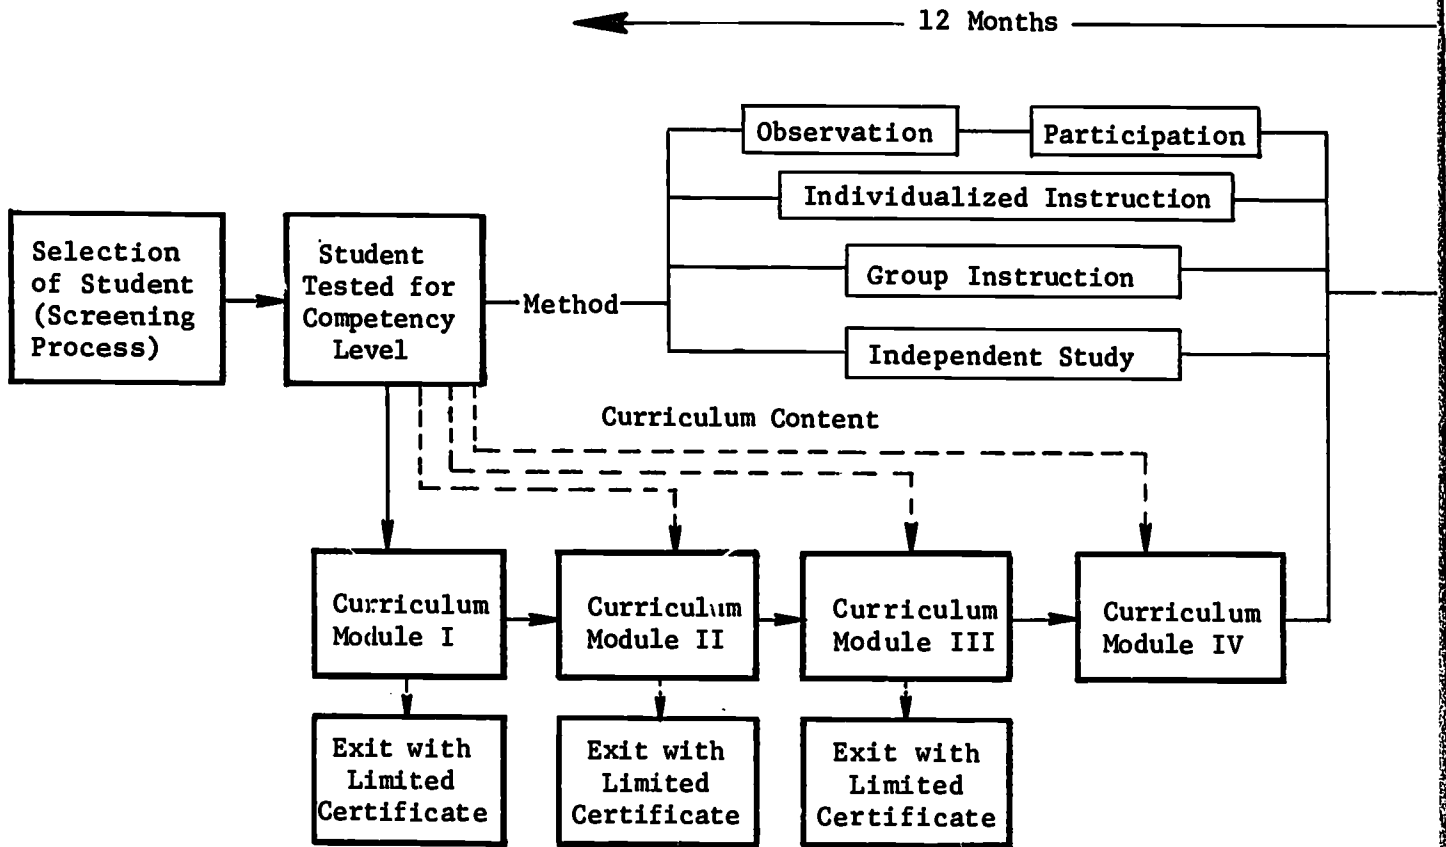 12 Months
Observation
Participation
Individualized Instruction
Selection
of Student
(Screening
Process)
Student
Tested for
Competency
Level
Method
Group Instruction
Independent Study
Curriculum Content
Curriculum
Module I
Curriculum
Module II
Curriculum
Module III
Curriculum
Module IV
Exit with
Limited
Certificate
Exit with
Limited
Certificate
Exit with
Limited
Certificate